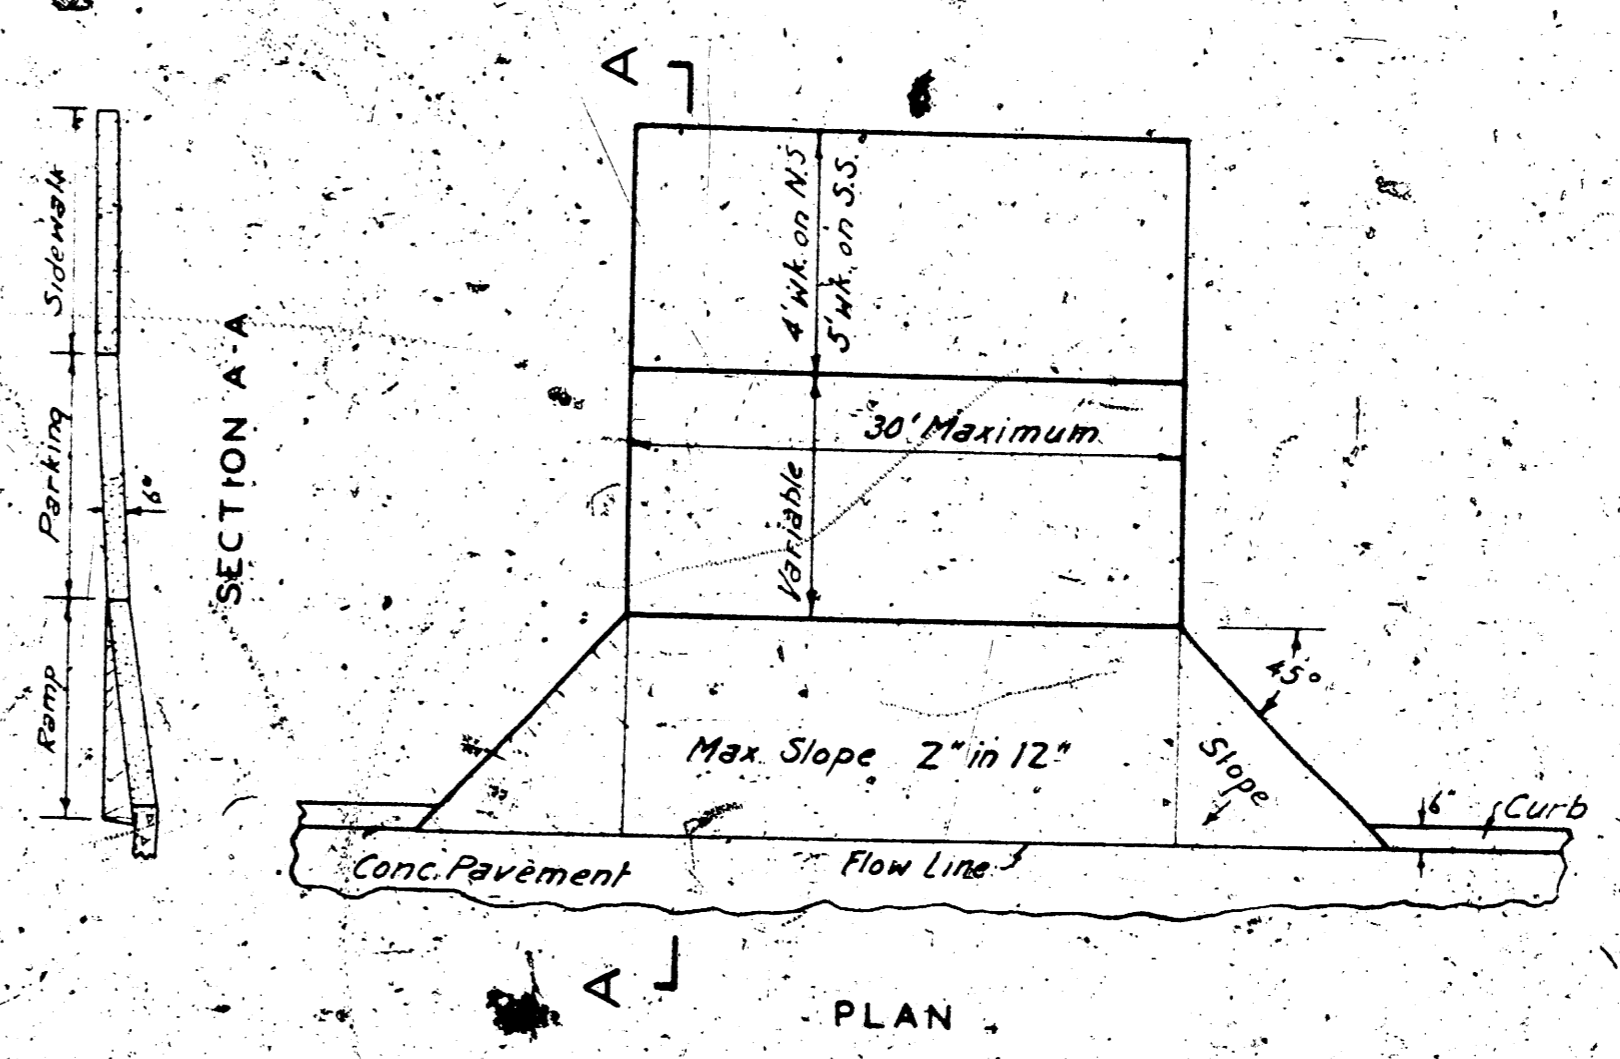 A
4' wk. on N.S
5' wk. on S.S.
30' Maximum
Variable
45°
Max. Slope 2" in 12"
Slope
6"
Curb
Conc. Pavement
Flow Line
A
PLAN
Sidewalk
Parking
6"
Ramp
SECTION A-A